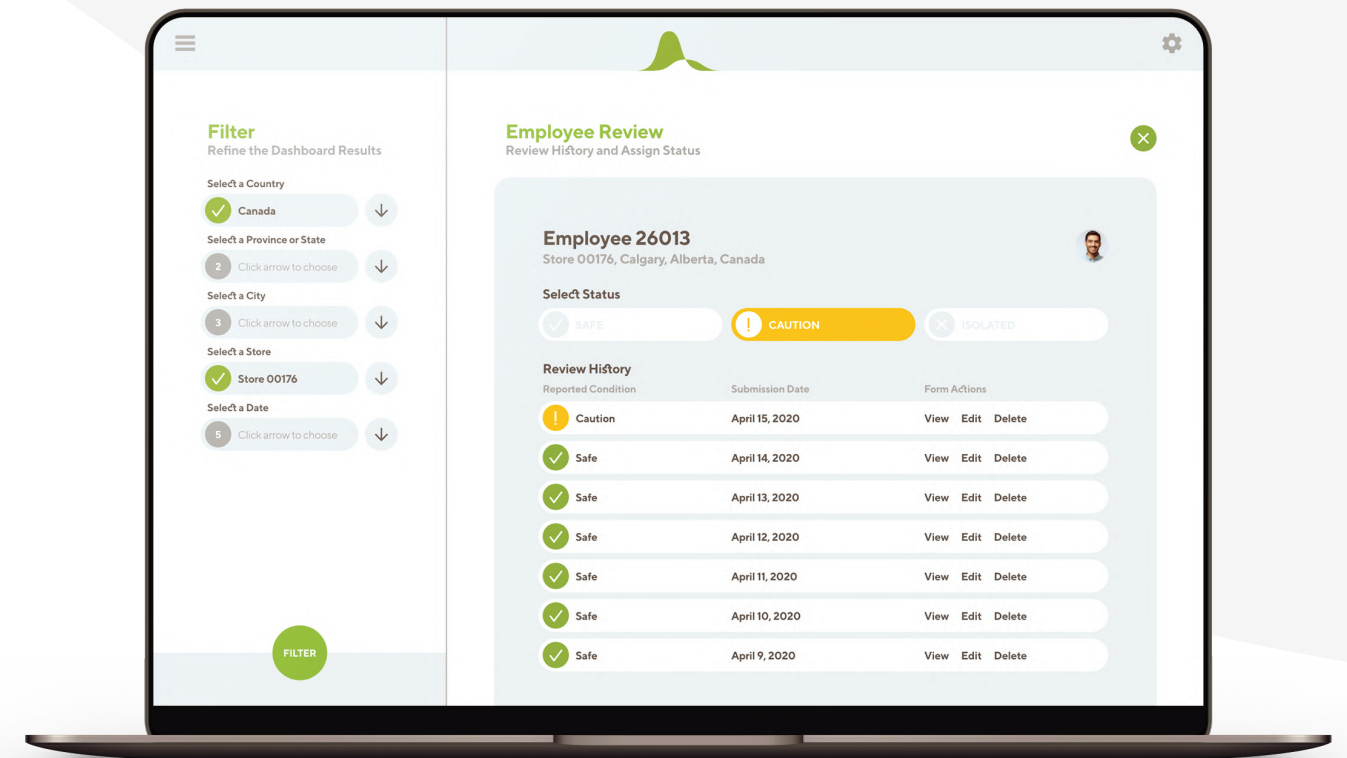 Filter
Refine the Dashboard Results
Select a Country
Canada
Select a Province or State
2 Click arrow to choose
Select a City
3 Click arrow to choose
Select a Store
Store 00176
Select a Date
5 Click arrow to choose
FILTER
Employee Review
Review History and Assign Status
Employee 26013
Store 00176, Calgary, Alberta, Canada
Select Status
SAFE ! CAUTION ISOLATED
Review History
Reported Condition Submission Date Form Actions
! Caution April 15, 2020 View Edit Delete
Safe April 14, 2020 View Edit Delete
Safe April 13, 2020 View Edit Delete
Safe April 12, 2020 View Edit Delete
Safe April 11, 2020 View Edit Delete
Safe April 10, 2020 View Edit Delete
Safe April 9, 2020 View Edit Delete